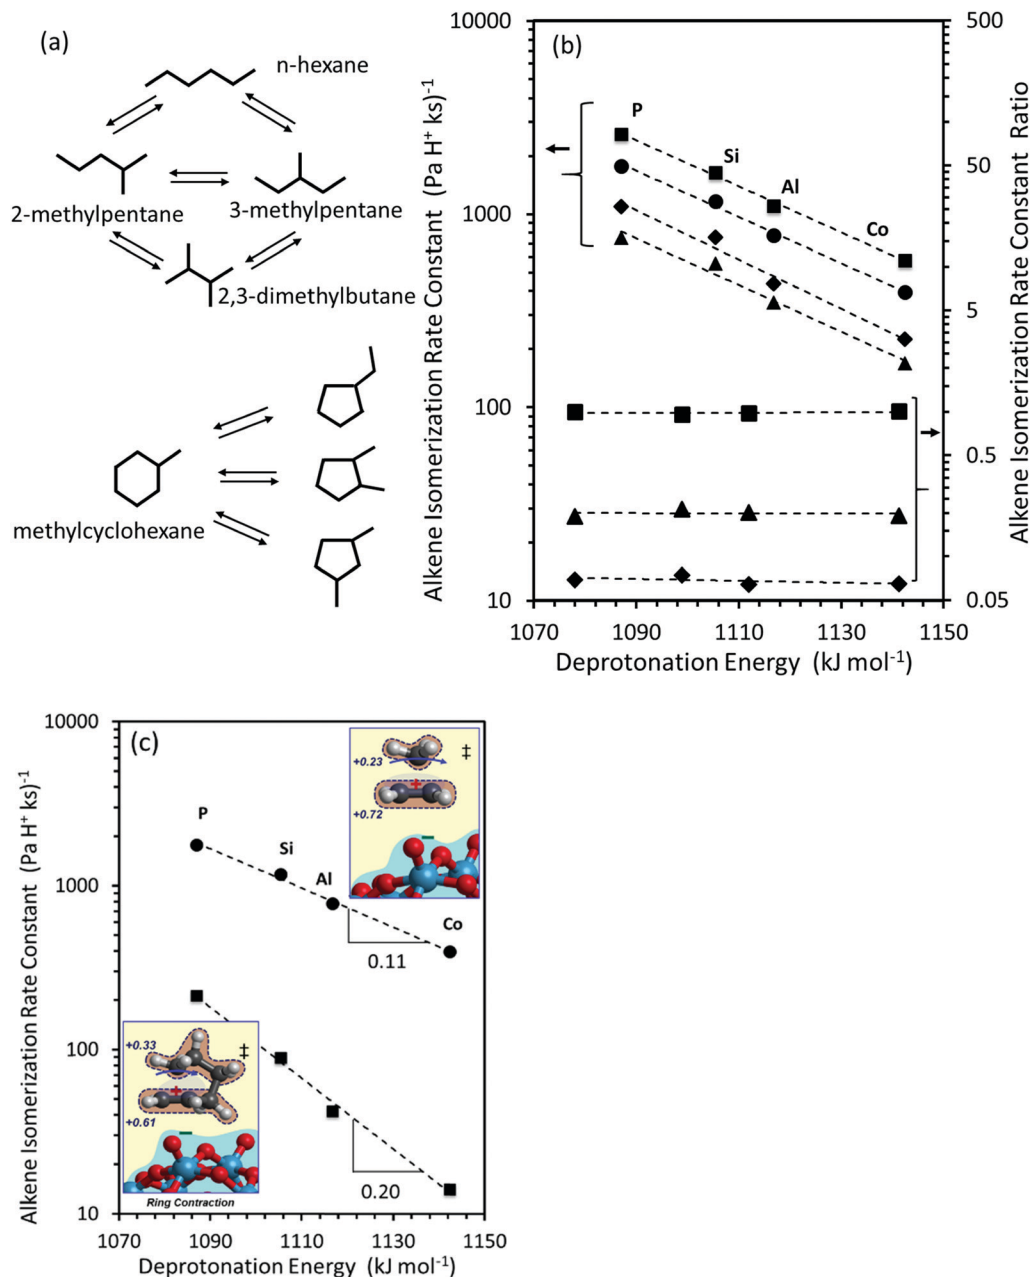 (a)
n-hexane
2-methylpentane
3-methylpentane
2,3-dimethylbutane
methylcyclohexane
(b)
Alkene Isomerization Rate Constant (Pa H⁺ ks)⁻¹
10000
1000
100
10
P
Si
Al
Co
500
50
5
0.5
0.05
Alkene Isomerization Rate Constant Ratio
1070 1090 1110 1130 1150
Deprotonation Energy (kJ mol⁻¹)
(c)
Alkene Isomerization Rate Constant (Pa H⁺ ks)⁻¹
10000
1000
100
10
P
Si
Al
Co
+0.23
‡
+
+0.72
−
0.11
+0.33
‡
+
+0.61
−
Ring Contraction
0.20
1070 1090 1110 1130 1150
Deprotonation Energy (kJ mol⁻¹)